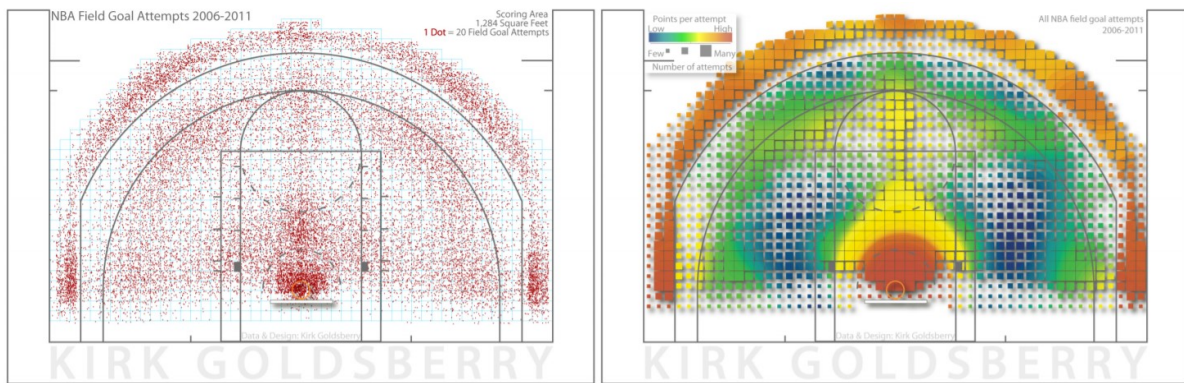 NBA Field Goal Attempts 2006-2011
Scoring Area
1,284 Square Feet
1 Dot = 20 Field Goal Attempts
Data & Design: Kirk Goldsberry
KIRK GOLDSBERRY
Points per attempt
Low High
Few Many
Number of attempts
All NBA field goal attempts
2006-2011
Data & Design: Kirk Goldsberry
KIRK GOLDSBERRY